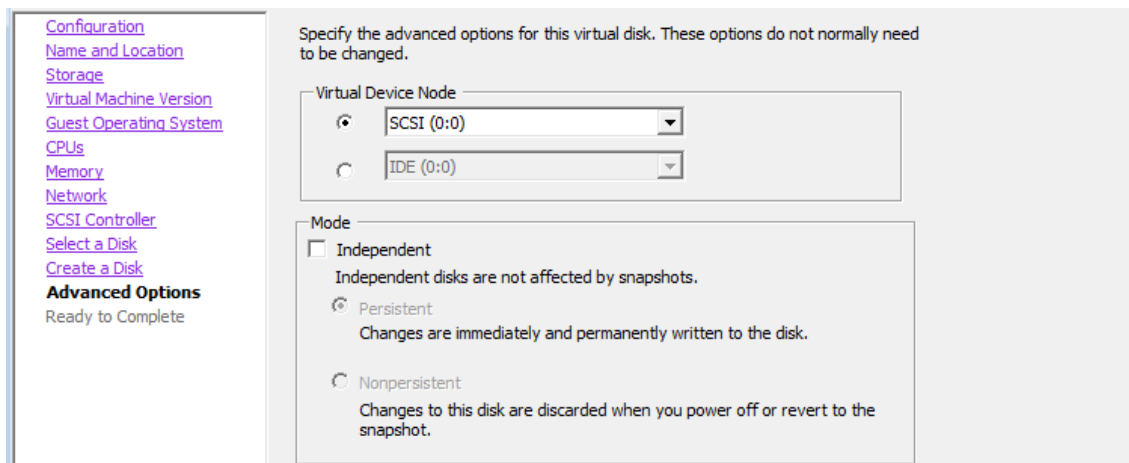 Configuration
Name and Location
Storage
Virtual Machine Version
Guest Operating System
CPUs
Memory
Network
SCSI Controller
Select a Disk
Create a Disk
Advanced Options
Ready to Complete
Specify the advanced options for this virtual disk. These options do not normally need
to be changed.
Virtual Device Node
SCSI (0:0)
IDE (0:0)
Mode
Independent
Independent disks are not affected by snapshots.
Persistent
Changes are immediately and permanently written to the disk.
Nonpersistent
Changes to this disk are discarded when you power off or revert to the
snapshot.